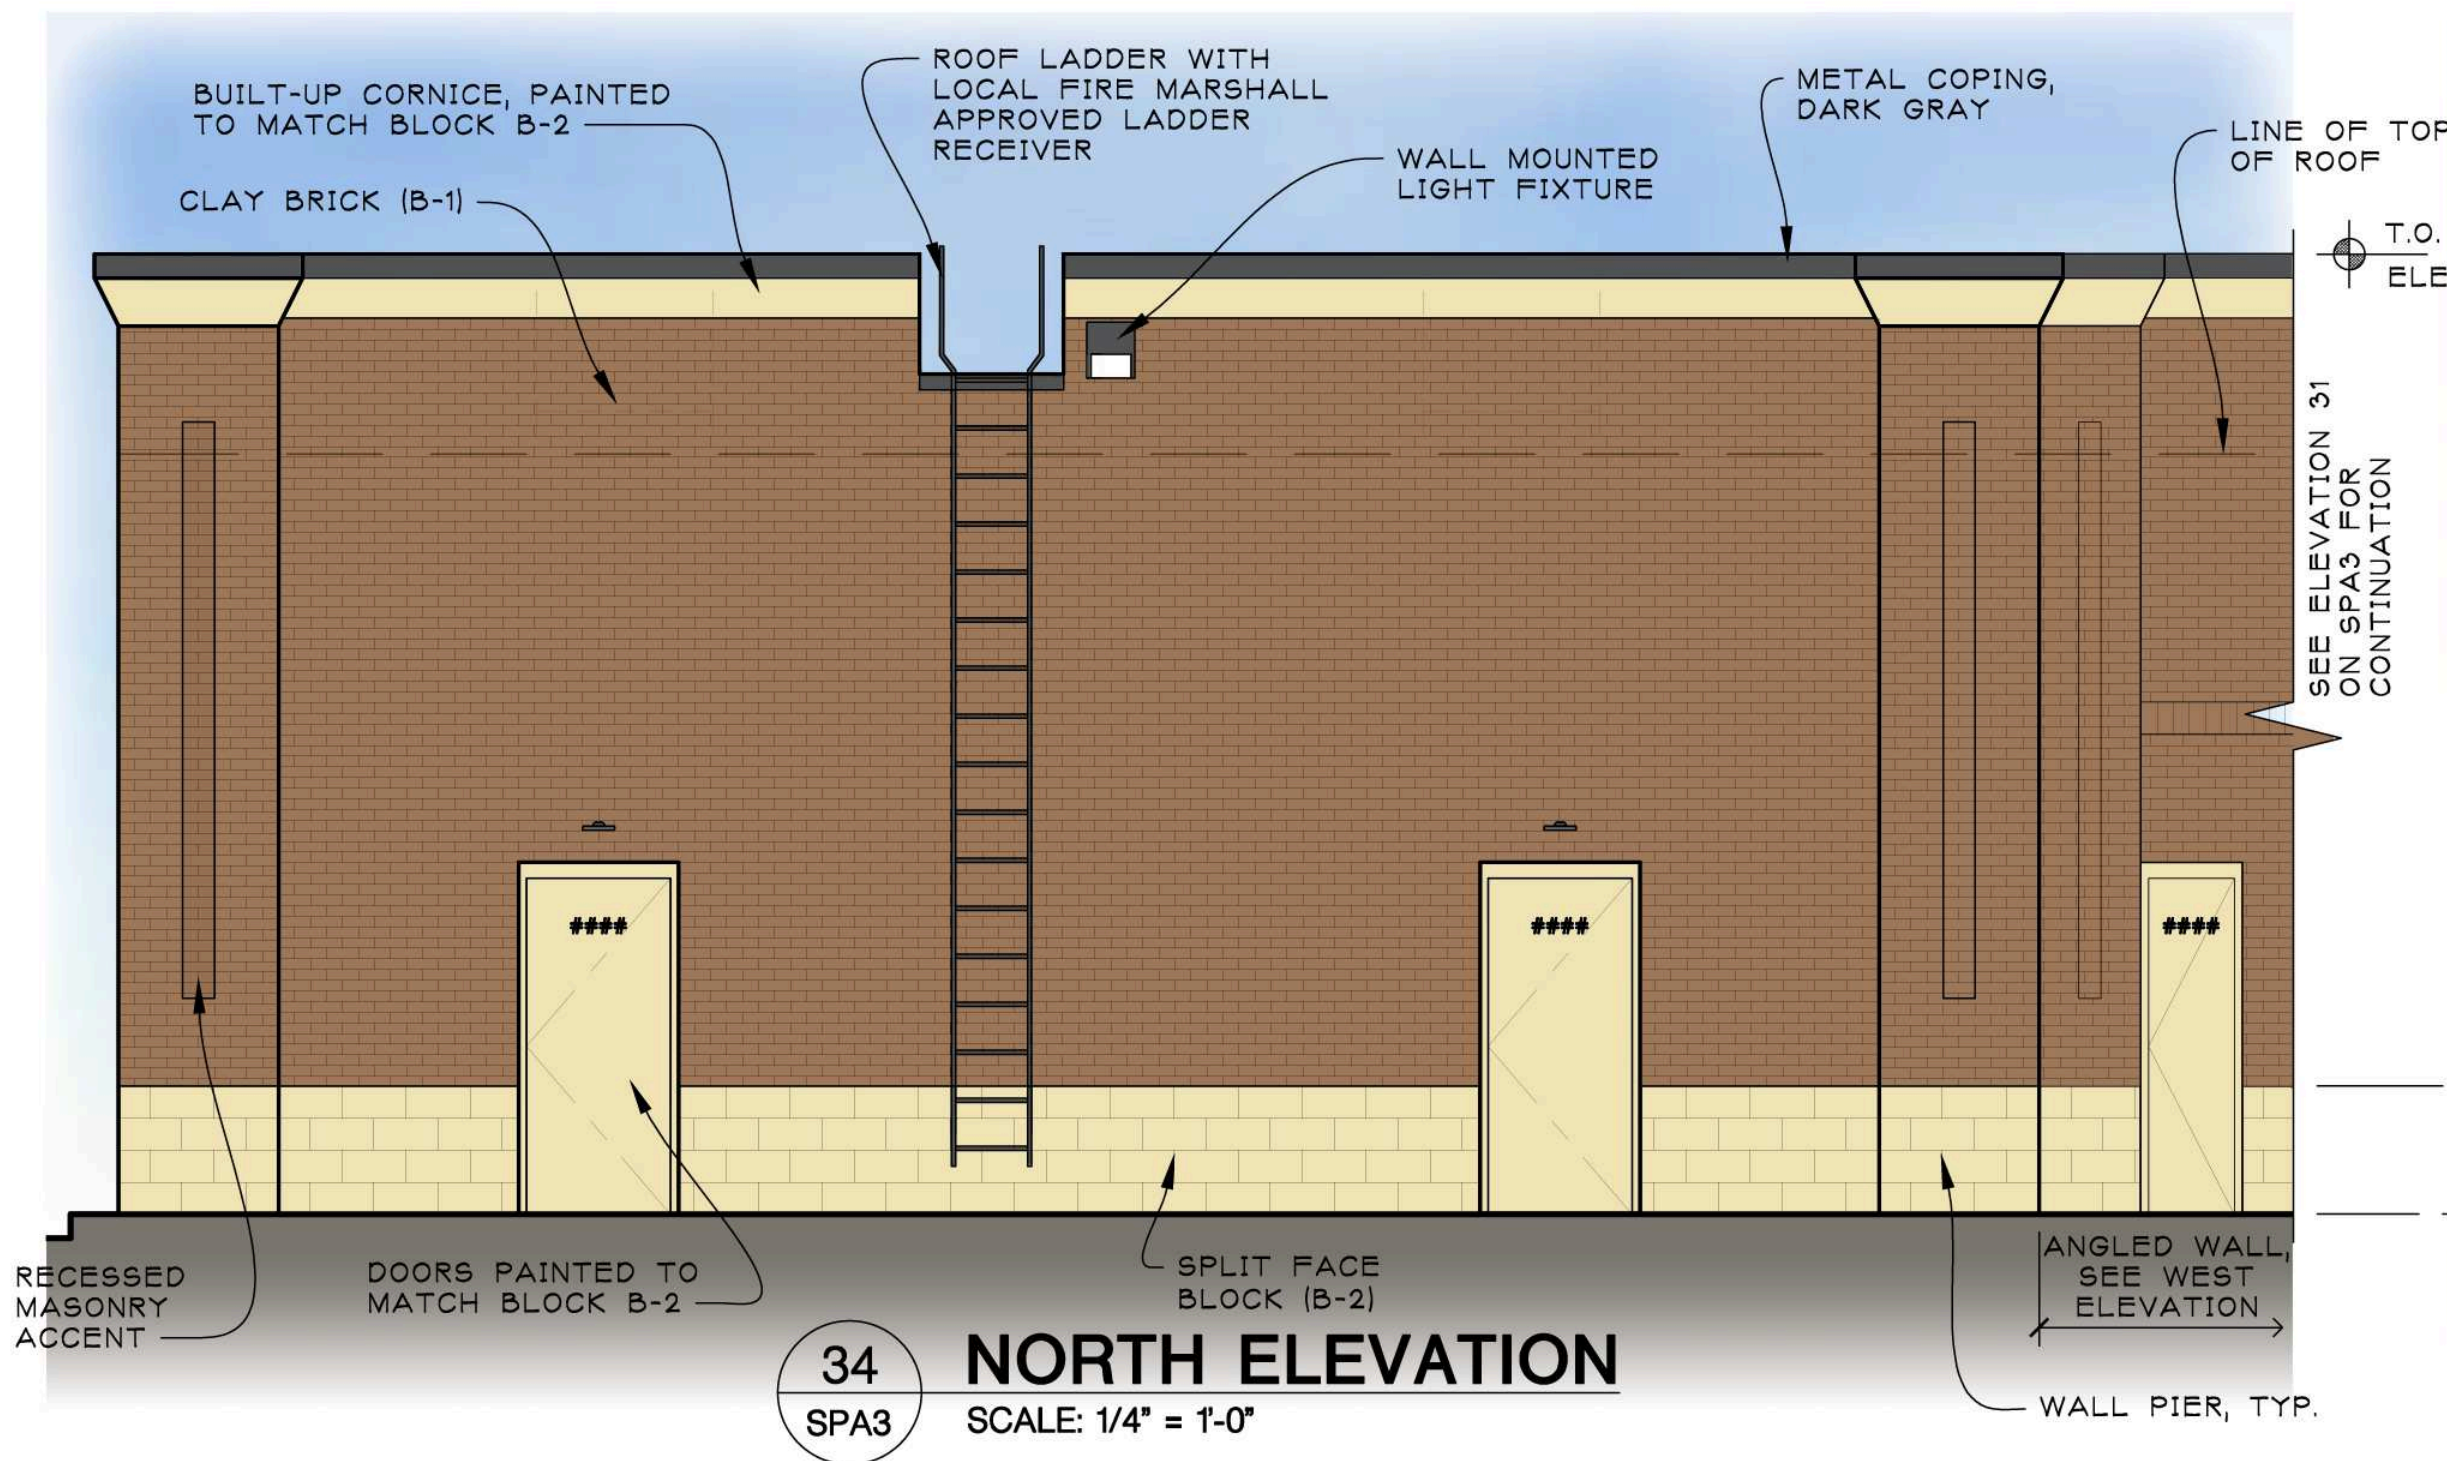 BUILT-UP CORNICE, PAINTED
TO MATCH BLOCK B-2
CLAY BRICK (B-1)
ROOF LADDER WITH
LOCAL FIRE MARSHALL
APPROVED LADDER
RECEIVER
WALL MOUNTED
LIGHT FIXTURE
METAL COPING,
DARK GRAY
LINE OF TOP
OF ROOF
T.O.
ELE
SEE ELEVATION 31
ON SPA3 FOR
CONTINUATION
####
####
####
RECESSED
MASONRY
ACCENT
DOORS PAINTED TO
MATCH BLOCK B-2
SPLIT FACE
BLOCK (B-2)
ANGLED WALL,
SEE WEST
ELEVATION
WALL PIER, TYP.
34
SPA3
NORTH ELEVATION
SCALE: 1/4" = 1'-0"